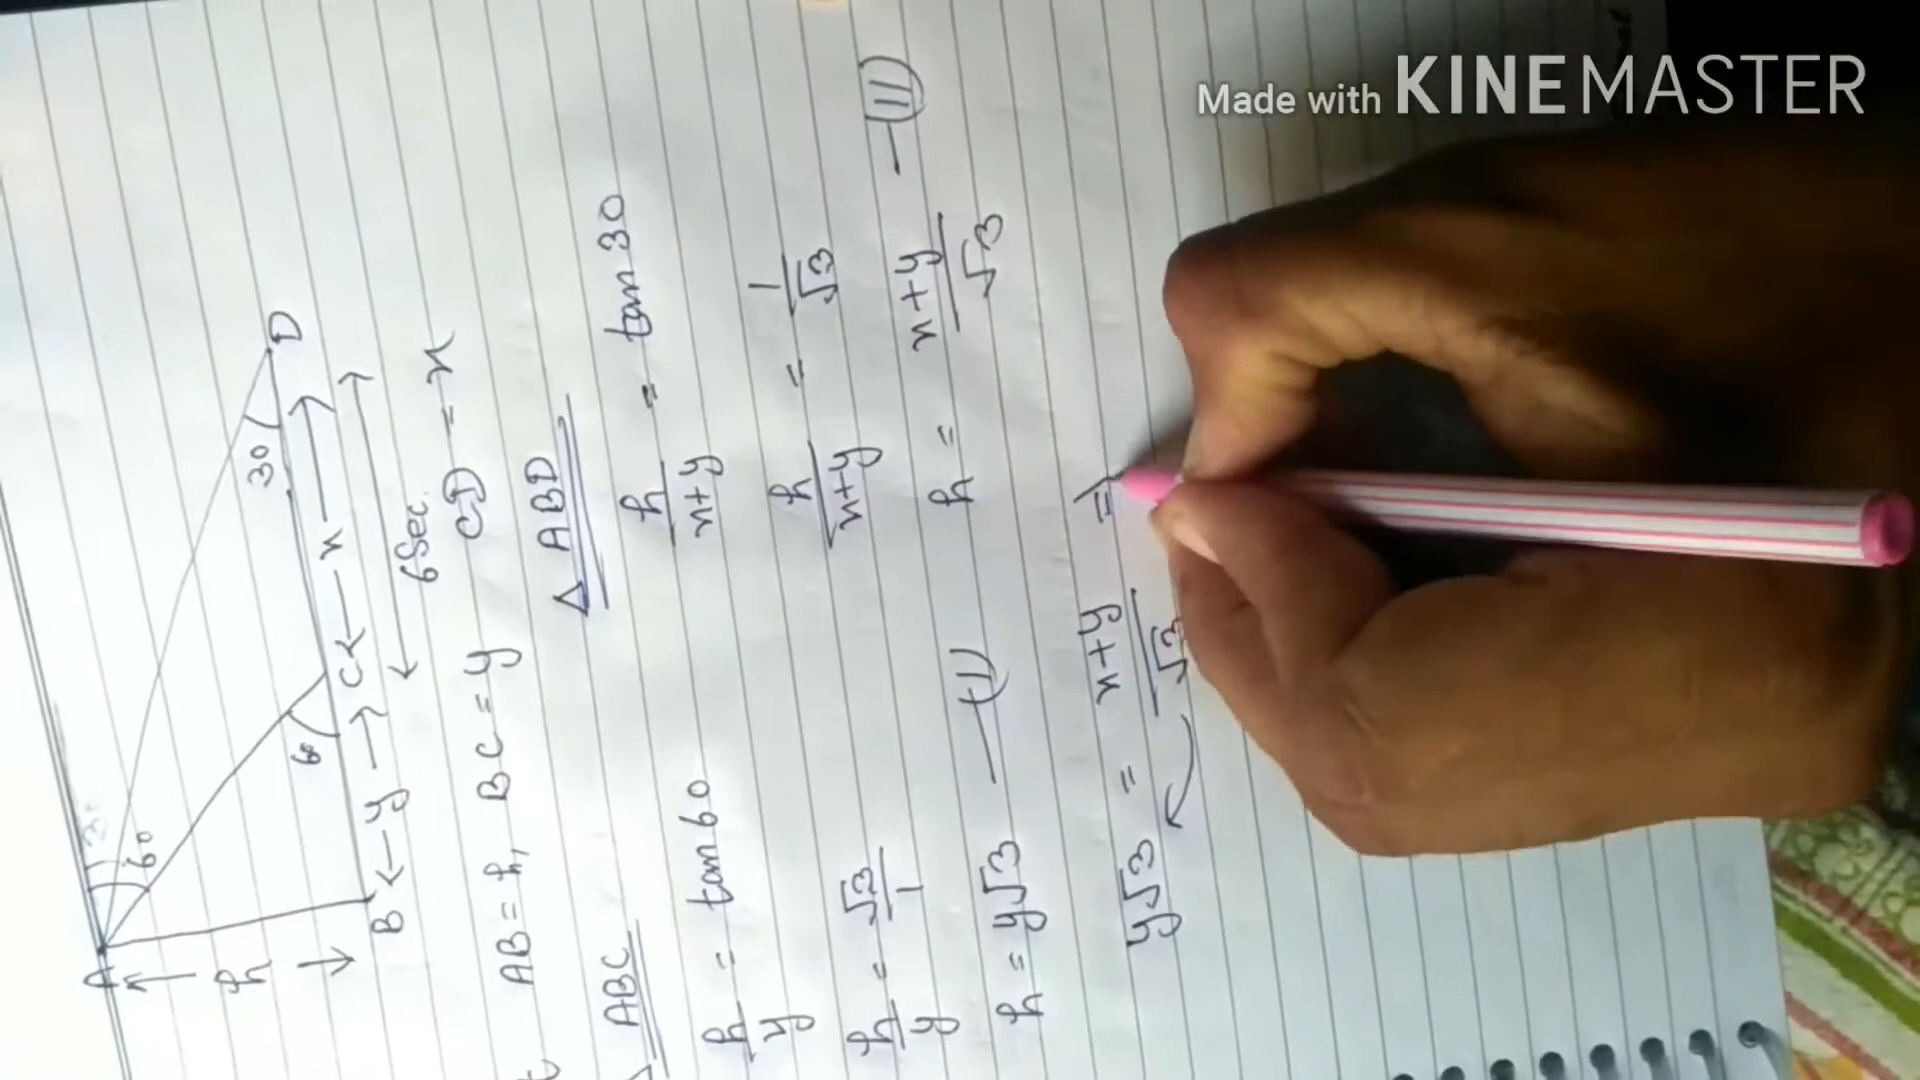 Made with KINEMASTER
A
30
60
h
60
30
D
B ← y → C ← x →
6 Sec.
AB = h, BC = y CD = x
△ ABC
△ ABD
h/y = tan 60
h/x+y = tan 30
h/y = √3/1
h/x+y = 1/√3
h = y√3 —(I)
h = x+y/√3 —(II)
y√3 = x+y/√3 ⇒